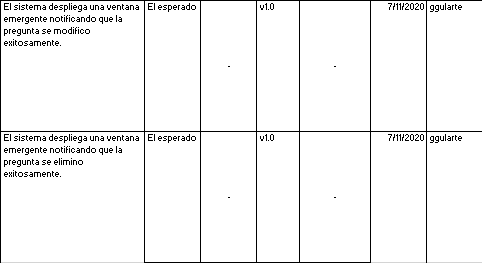 El sistema despliega una ventana emergente notificando que la pregunta se modifico exitosamente. El esperado - v1.0 - 7/11/2020 ggularte
El sistema despliega una ventana emergente notificando que la pregunta se elimino exitosamente. El esperado - v1.0 - 7/11/2020 ggularte